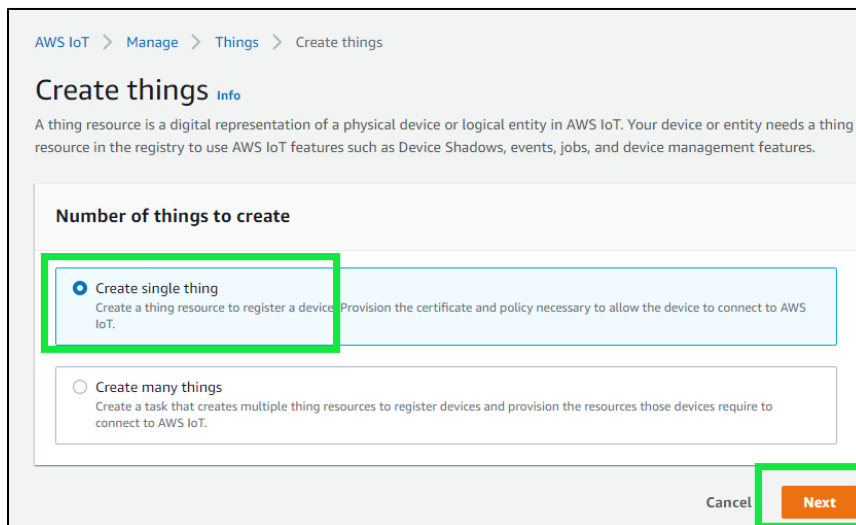 AWS IoT > Manage > Things > Create things
Create things Info
A thing resource is a digital representation of a physical device or logical entity in AWS IoT. Your device or entity needs a thing
resource in the registry to use AWS IoT features such as Device Shadows, events, jobs, and device management features.
Number of things to create
Create single thing
Create a thing resource to register a device. Provision the certificate and policy necessary to allow the device to connect to AWS
IoT.
Create many things
Create a task that creates multiple thing resources to register devices and provision the resources those devices require to
connect to AWS IoT.
Cancel Next